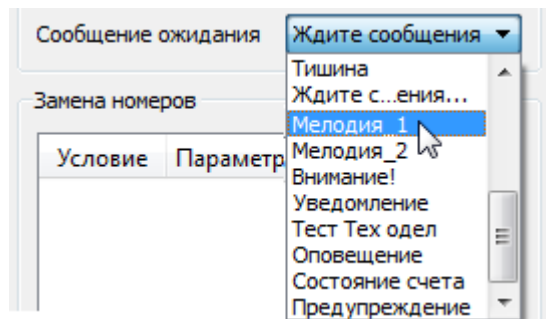 Сообщение ожидания Ждите сообщения
Тишина
Ждите с...ения...
Замена номеров
Мелодия_1
Условие Параметр Мелодия_2
Внимание!
Уведомление
Тест Тех одел
Оповещение
Состояние счета
Предупреждение